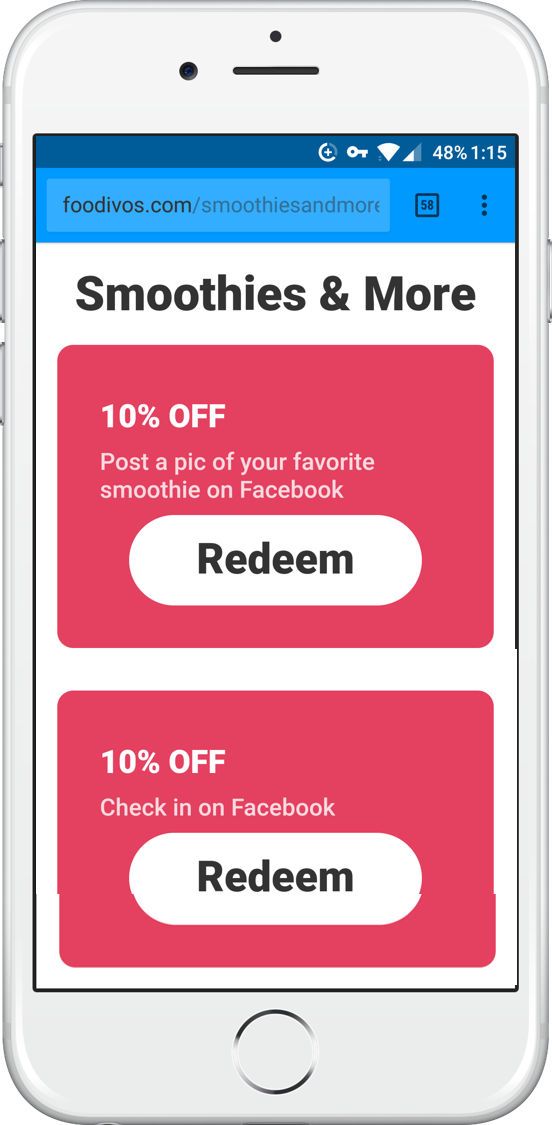 48% 1:15
foodivos.com/smoothiesandmore
58
Smoothies & More
10% OFF
Post a pic of your favorite
smoothie on Facebook
Redeem
10% OFF
Check in on Facebook
Redeem